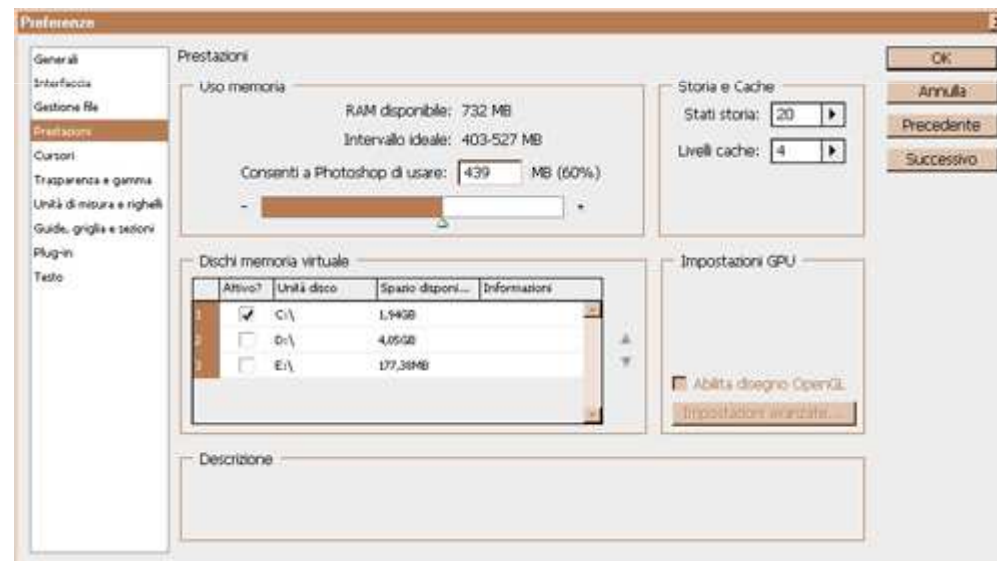 Preferenze
Generali
Interfaccia
Gestione file
Prestazioni
Cursori
Trasparenza e gamma
Unità di misura e righelli
Guide, griglia e sezioni
Plug-in
Testo
Prestazioni
Uso memoria
RAM disponibile: 732 MB
Intervallo ideale: 403-527 MB
Consenti a Photoshop di usare: 439 MB (60%)
- +
Storia e Cache
Stati storia: 20
Livelli cache: 4
OK
Annulla
Precedente
Successivo
Dischi memoria virtuale
Attivo? Unità disco Spazio disponi... Informazioni
1 C:\ 1,94GB
2 D:\ 4,05GB
3 E:\ 177,38MB
Impostazioni GPU
Abilita disegno OpenGL
Impostazioni avanzate...
Descrizione